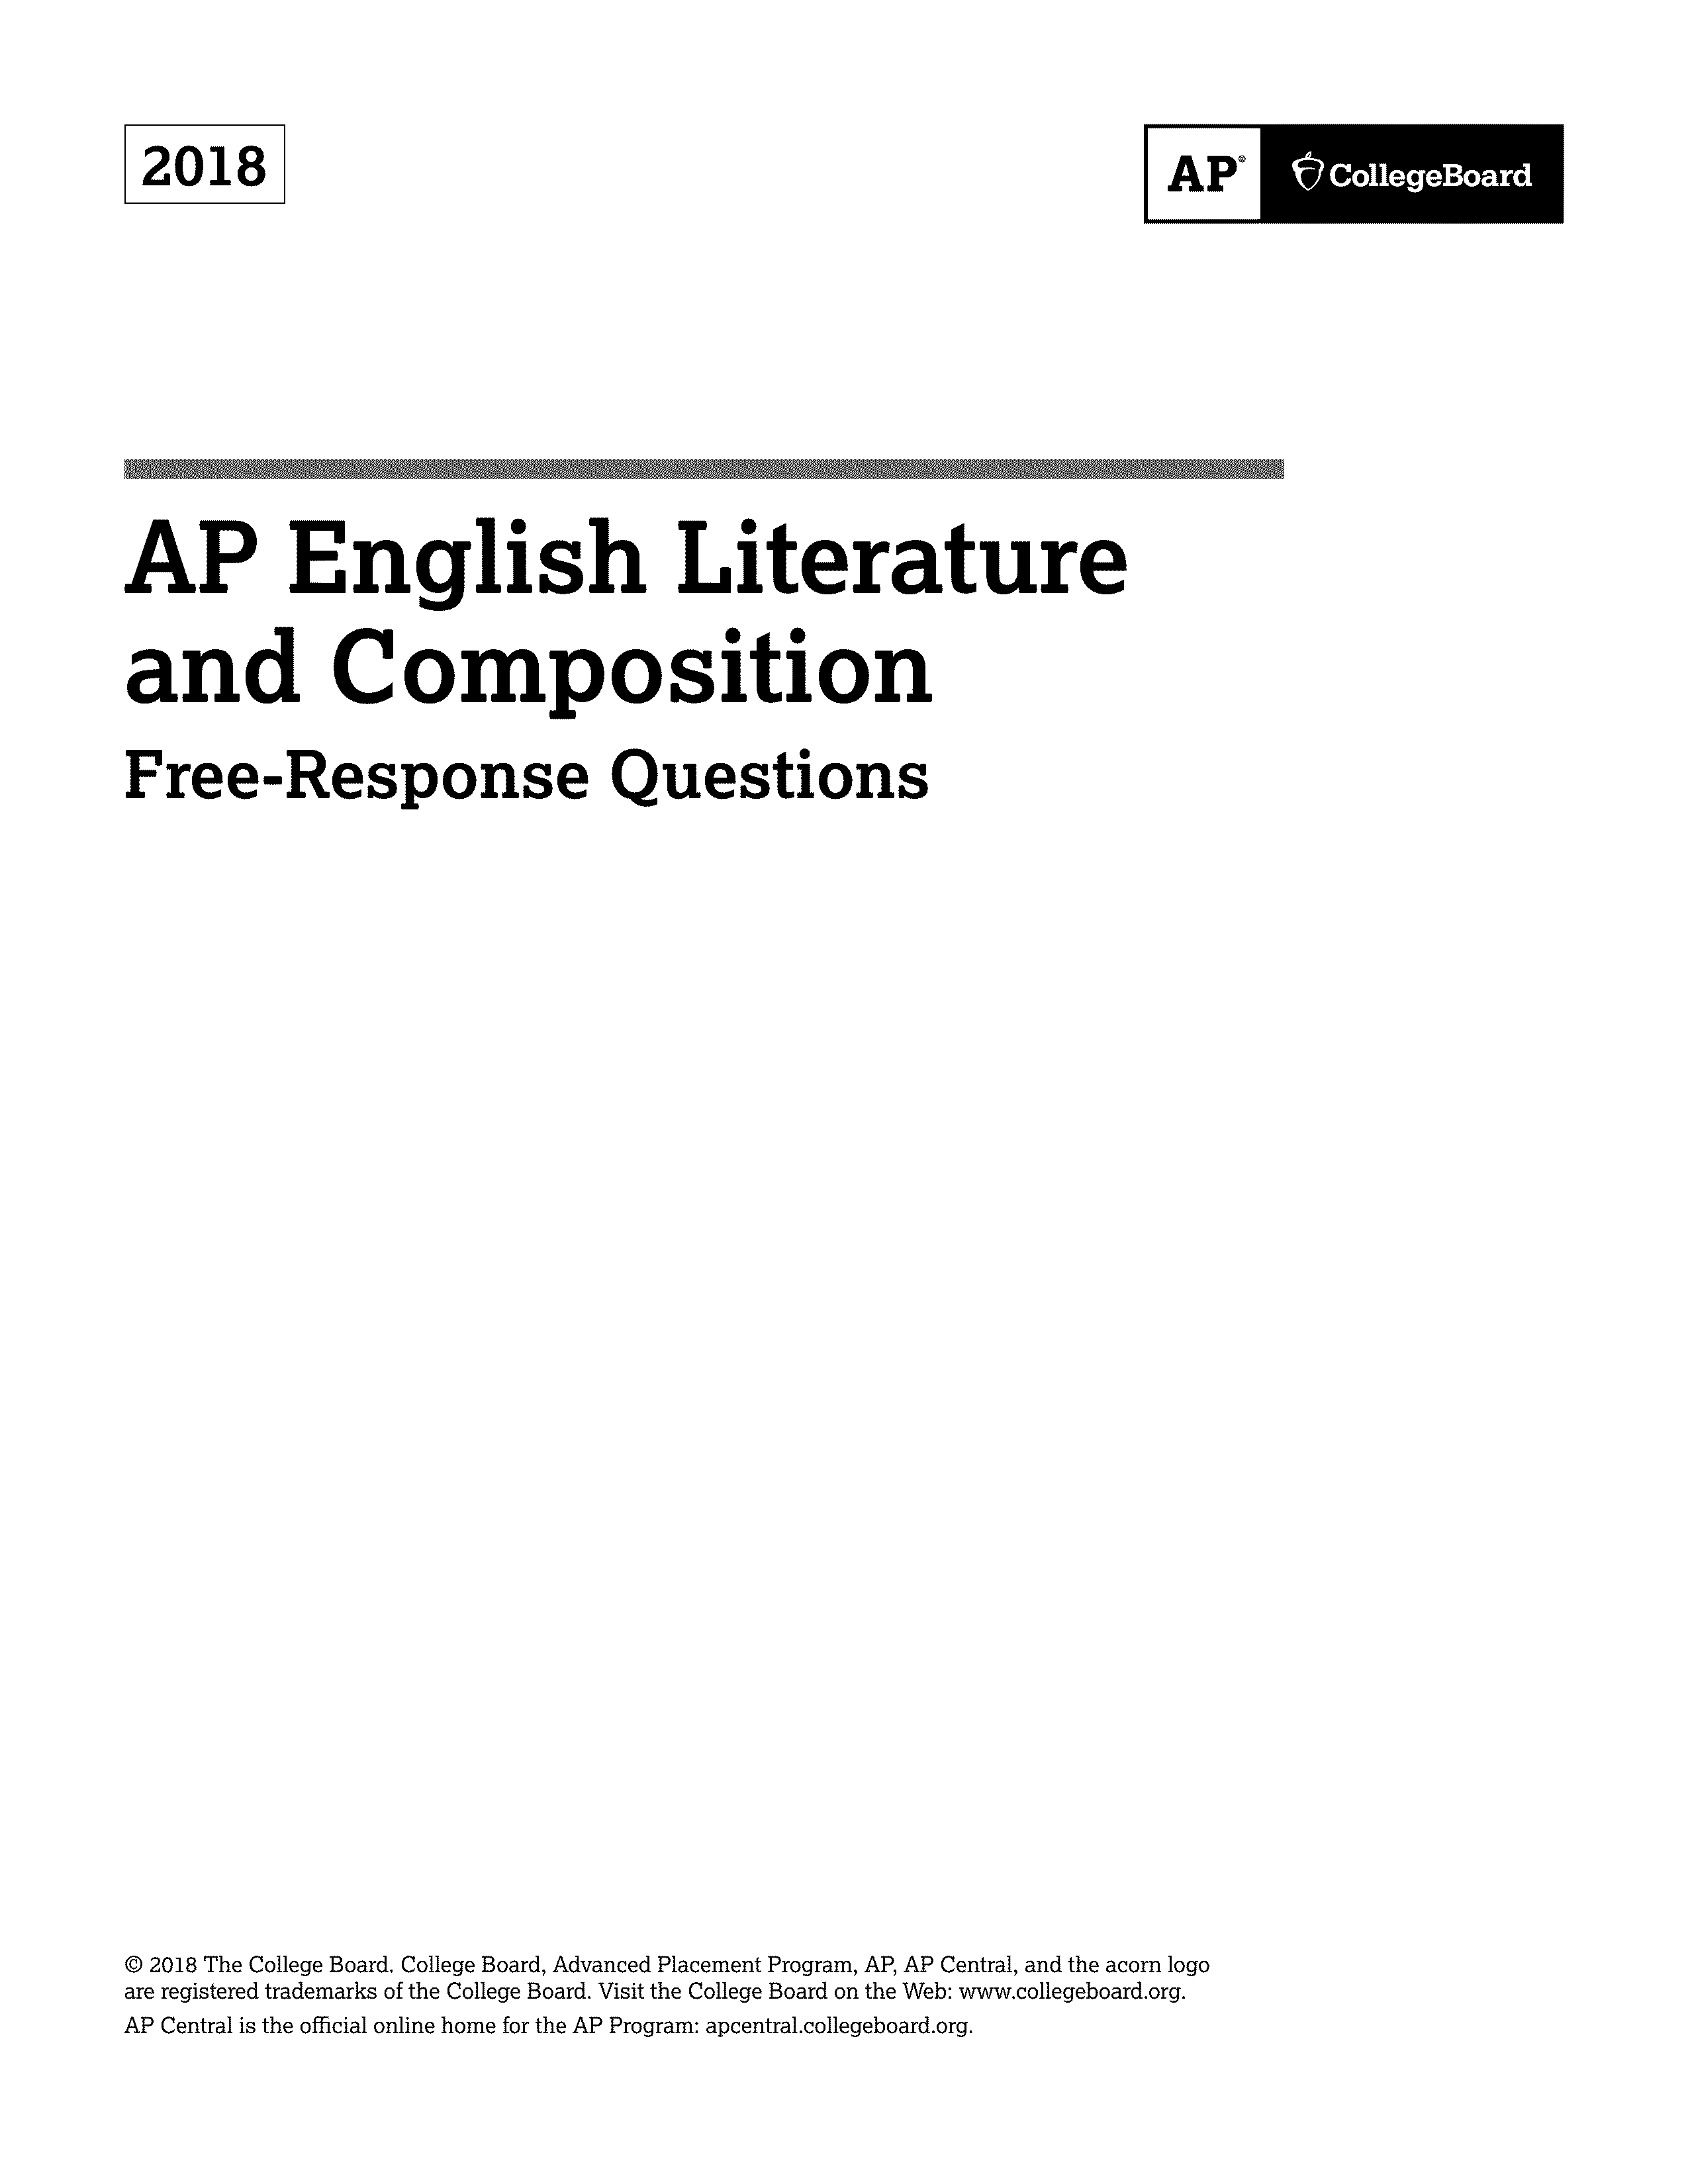 2018
AP® CollegeBoard
AP English Literature
and Composition
Free-Response Questions
© 2018 The College Board. College Board, Advanced Placement Program, AP, AP Central, and the acorn logo
are registered trademarks of the College Board. Visit the College Board on the Web: www.collegeboard.org.
AP Central is the official online home for the AP Program: apcentral.collegeboard.org.